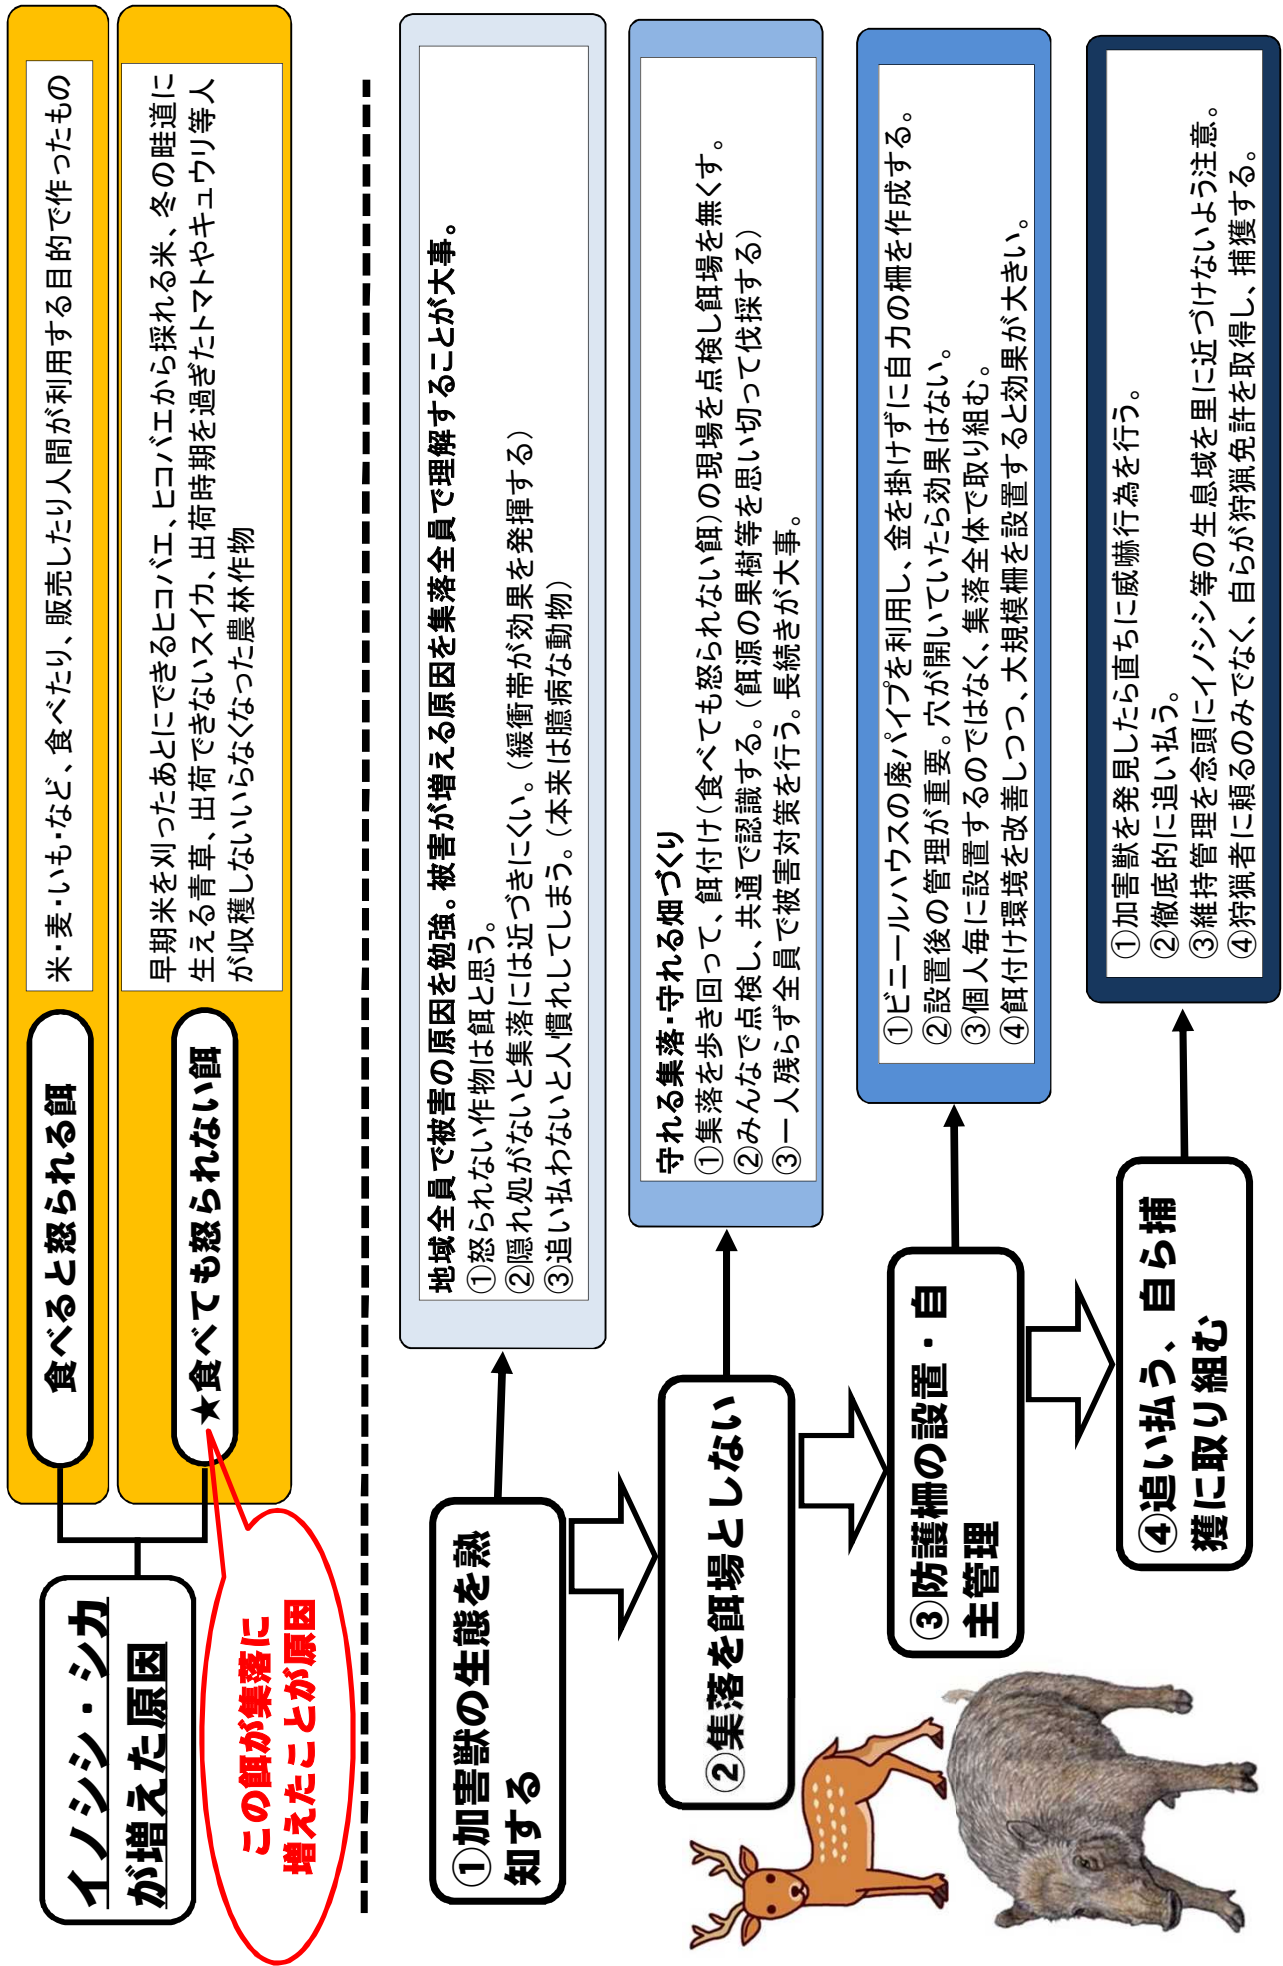 イノシシ・シカ
が増えた原因
食べると怒られる餌
米・麦・いも・など、食べたり、販売したり人間が利用する目的で作ったもの
★食べても怒られない餌
早期米を刈ったあとにできるヒコバエ、ヒコバエから採れる米、冬の畦道に
生える青草、出荷できないスイカ、出荷時期を過ぎたトマトやキュウリ等人
が収穫しないいらなくなった農林作物
この餌が集落に
増えたことが原因
①加害獣の生態を熟
知する
地域全員で被害の原因を勉強。被害が増える原因を集落全員で理解することが大事。
①怒られない作物は餌と思う。
②隠れ処がないと集落には近づきにくい。(緩衝帯が効果を発揮する)
③追い払わないと人慣れしてしまう。(本来は臆病な動物)
②集落を餌場としない
守れる集落・守れる畑づくり
①集落を歩き回って、餌付け(食べても怒られない餌)の現場を点検し餌場を無くす。
②みんなで点検し、共通で認識する。(餌源の果樹等を思い切って伐採する)
③一人残らず全員で被害対策を行う。長続きが大事。
③防護柵の設置・自
主管理
①ビニールハウスの廃パイプを利用し、金を掛けずに自力の柵を作成する。
②設置後の管理が重要。穴が開いていたら効果はない。
③個人毎に設置するのではなく、集落全体で取り組む。
④餌付け環境を改善しつつ、大規模柵を設置すると効果が大きい。
④追い払う、自ら捕
獲に取り組む
①加害獣を発見したら直ちに威嚇行為を行う。
②徹底的に追い払う。
③維持管理を念頭にイノシシ等の生息域を里に近づけないよう注意。
④狩猟者に頼るのみでなく、自らが狩猟免許を取得し、捕獲する。